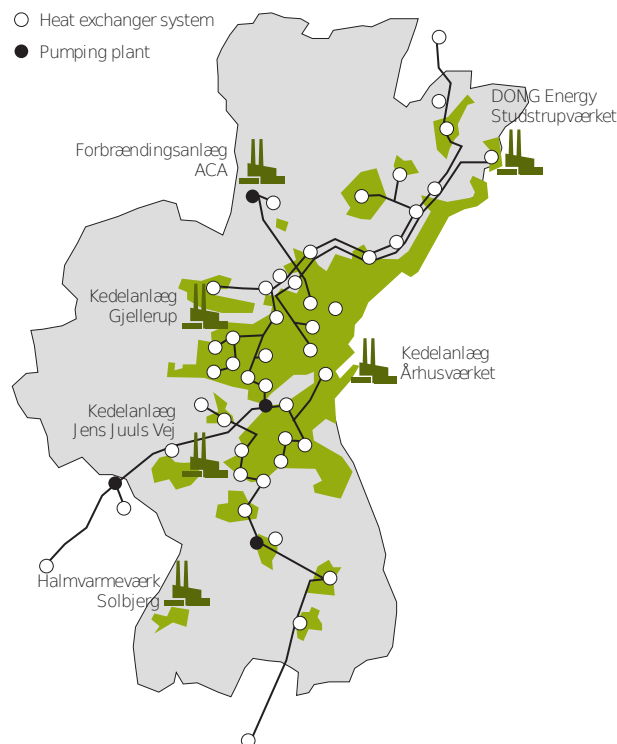 Heat exchanger system
Pumping plant
DONG Energy
Studstrupværket
Forbrændingsanlæg
ACA
Kedelanlæg
Gjellerup
Kedelanlæg
Århusværket
Kedelanlæg
Jens Juuls Vej
Halmvarmeværk
Solbjerg